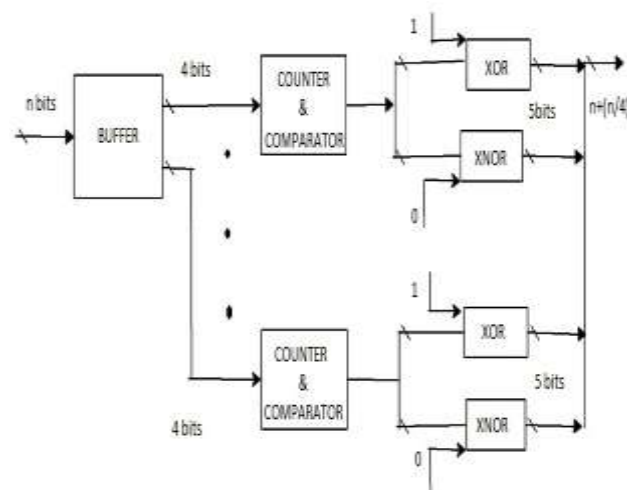 1
4 bits
COUNTER
&
COMPARATOR
XOR
n bits
BUFFER
5bits
n+(n/4)
XNOR
0
1
COUNTER
&
COMPARATOR
XOR
5 bits
4 bits
XNOR
0